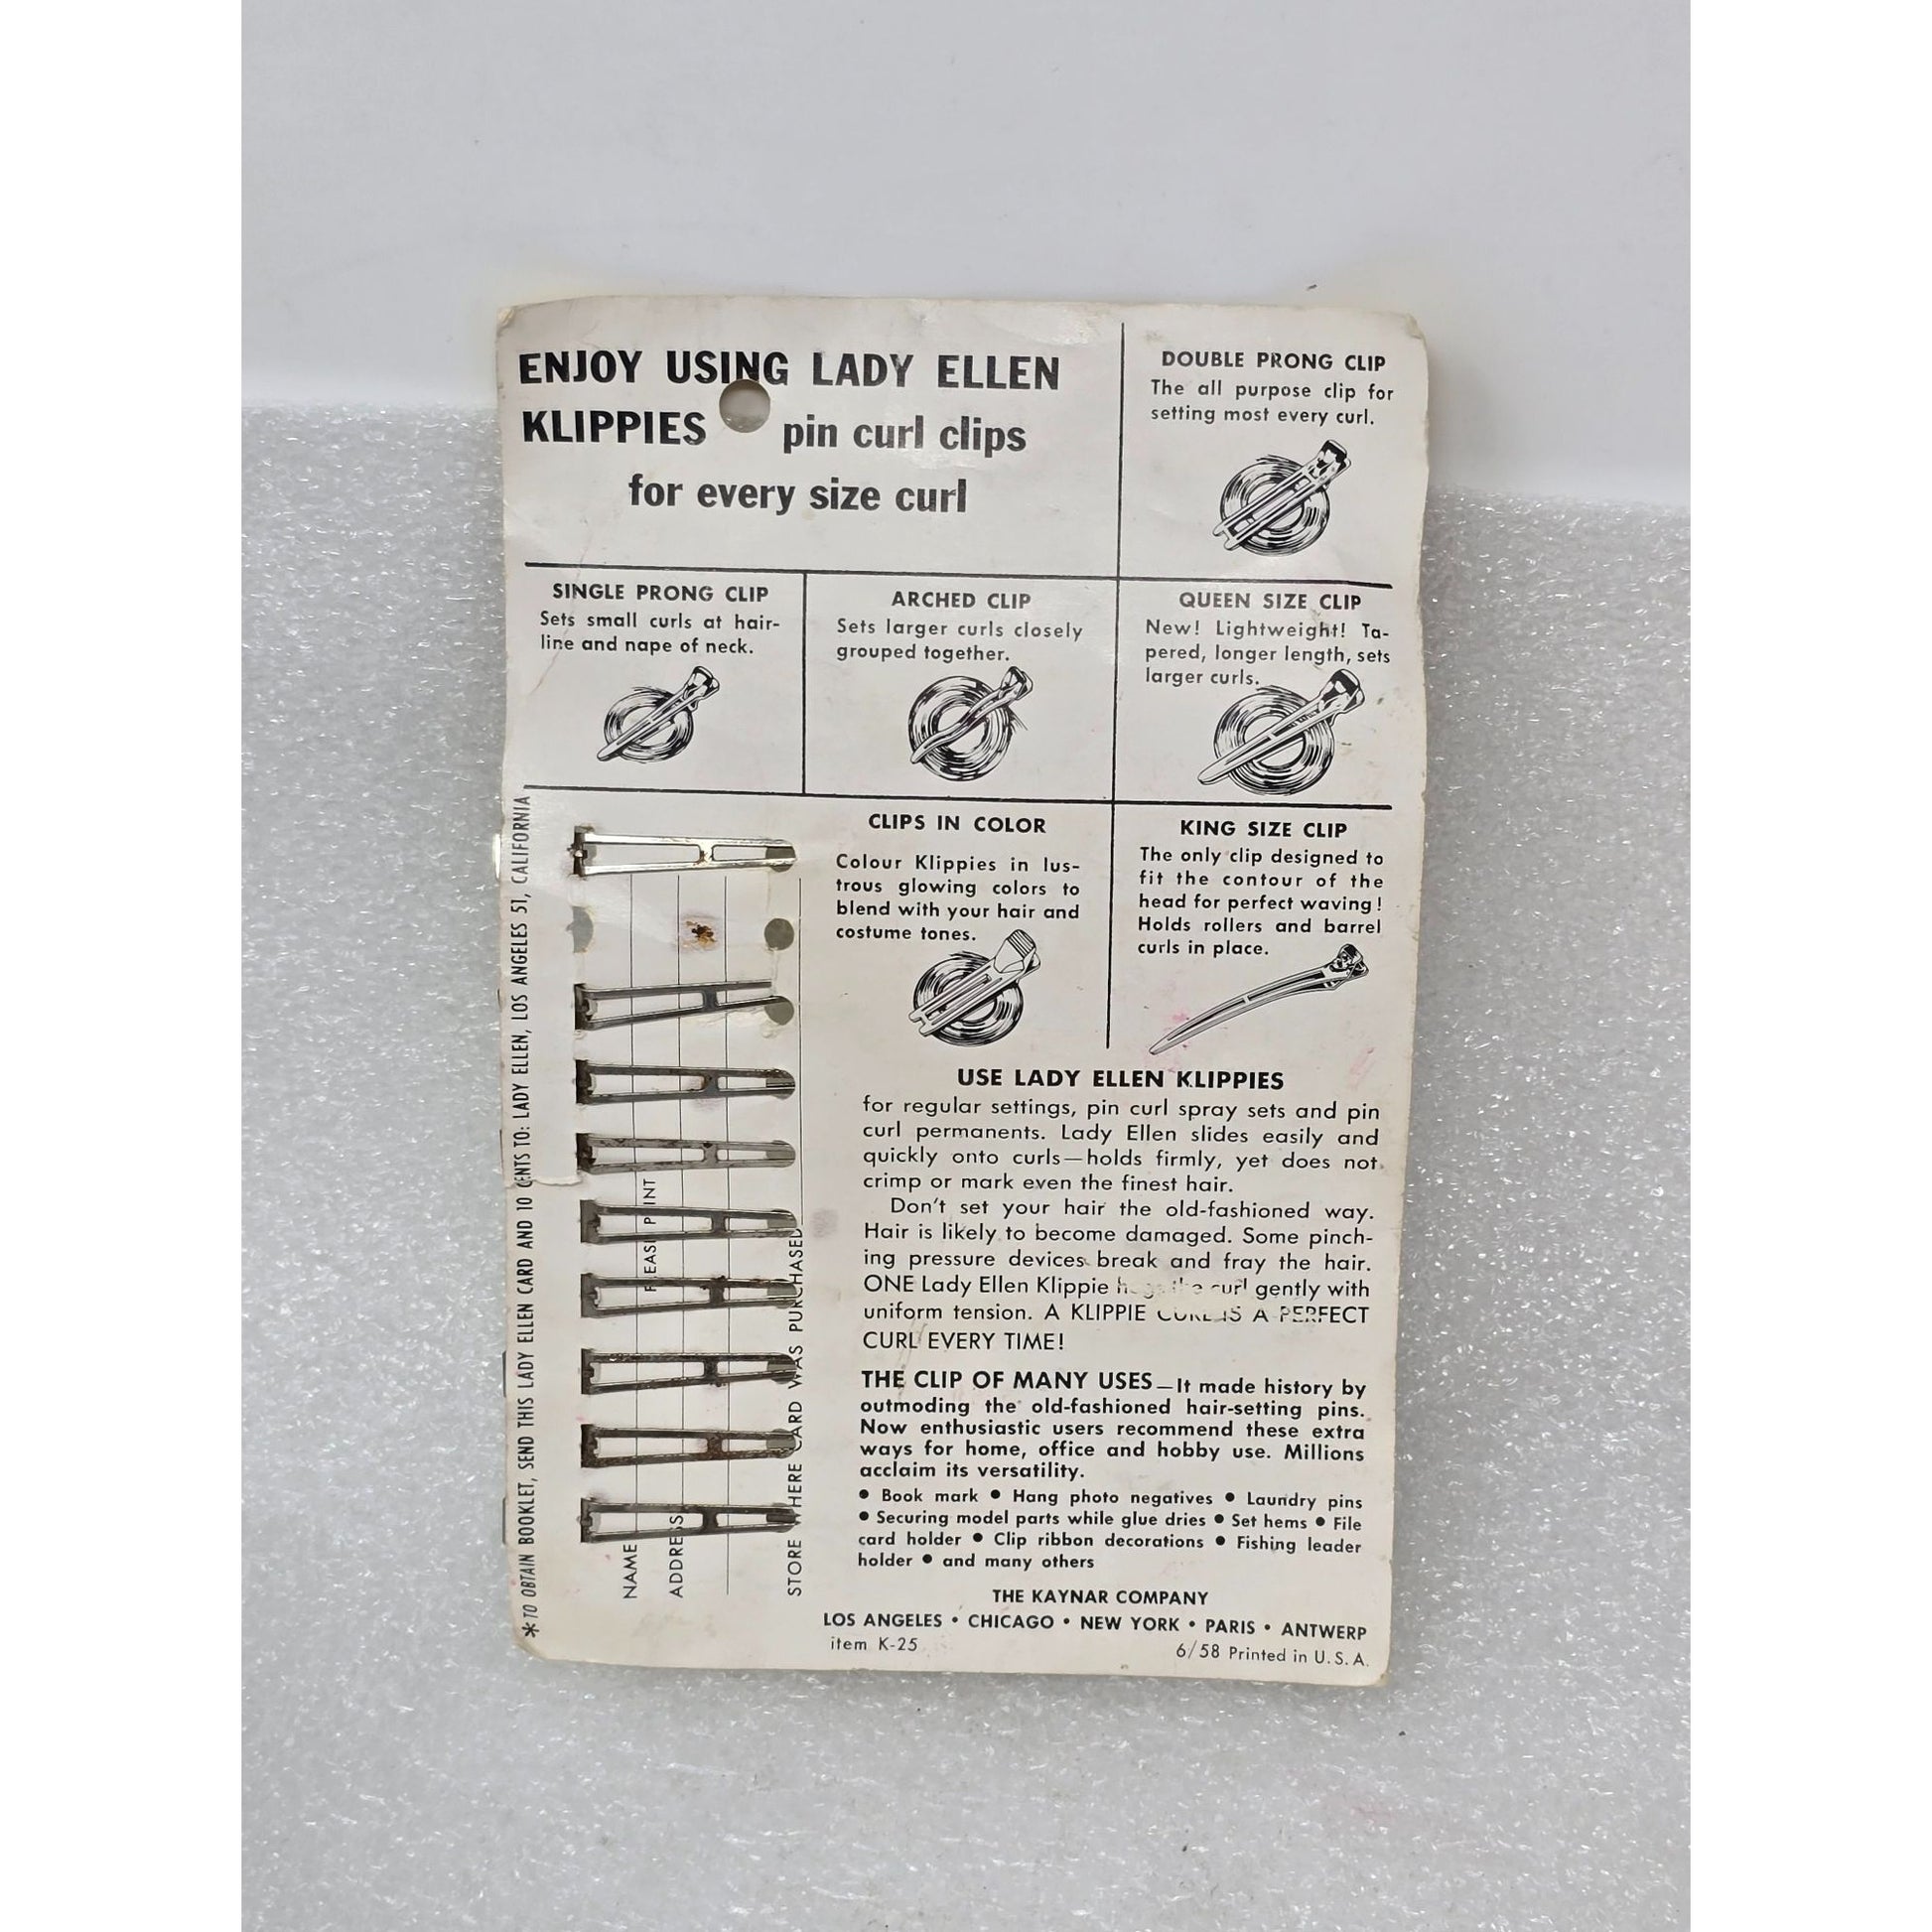 ENJOY USING LADY ELLEN
KLIPPIES pin curl clips
for every size curl
DOUBLE PRONG CLIP
The all purpose clip for
setting most every curl.
SINGLE PRONG CLIP
Sets small curls at hair-
line and nape of neck.
ARCHED CLIP
Sets larger curls closely
grouped together.
QUEEN SIZE CLIP
New! Lightweight! Ta-
pered, longer length, sets
larger curls.
CLIPS IN COLOR
Colour Klippies in lus-
trous glowing colors to
blend with your hair and
costume tones.
KING SIZE CLIP
The only clip designed to
fit the contour of the
head for perfect waving!
Holds rollers and barrel
curls in place.
*TO OBTAIN BOOKLET, SEND THIS LADY ELLEN CARD AND 10 CENTS TO: LADY ELLEN, LOS ANGELES 51, CALIFORNIA
PLEASE PRINT
NAME
ADDRESS
STORE WHERE CARD WAS PURCHASED
USE LADY ELLEN KLIPPIES
for regular settings, pin curl spray sets and pin
curl permanents. Lady Ellen slides easily and
quickly onto curls—holds firmly, yet does not
crimp or mark even the finest hair.
Don't set your hair the old-fashioned way.
Hair is likely to become damaged. Some pinch-
ing pressure devices break and fray the hair.
ONE Lady Ellen Klippie the curl gently with
uniform tension. A KLIPPIE CURL IS A PERFECT
CURL EVERY TIME!
THE CLIP OF MANY USES—It made history by
outmoding the old-fashioned hair-setting pins.
Now enthusiastic users recommend these extra
ways for home, office and hobby use. Millions
acclaim its versatility.
• Book mark • Hang photo negatives • Laundry pins
• Securing model parts while glue dries • Set hems • File
card holder • Clip ribbon decorations • Fishing leader
holder • and many others
THE KAYNAR COMPANY
LOS ANGELES • CHICAGO • NEW YORK • PARIS • ANTWERP
item K-25
6/58 Printed in U.S.A.